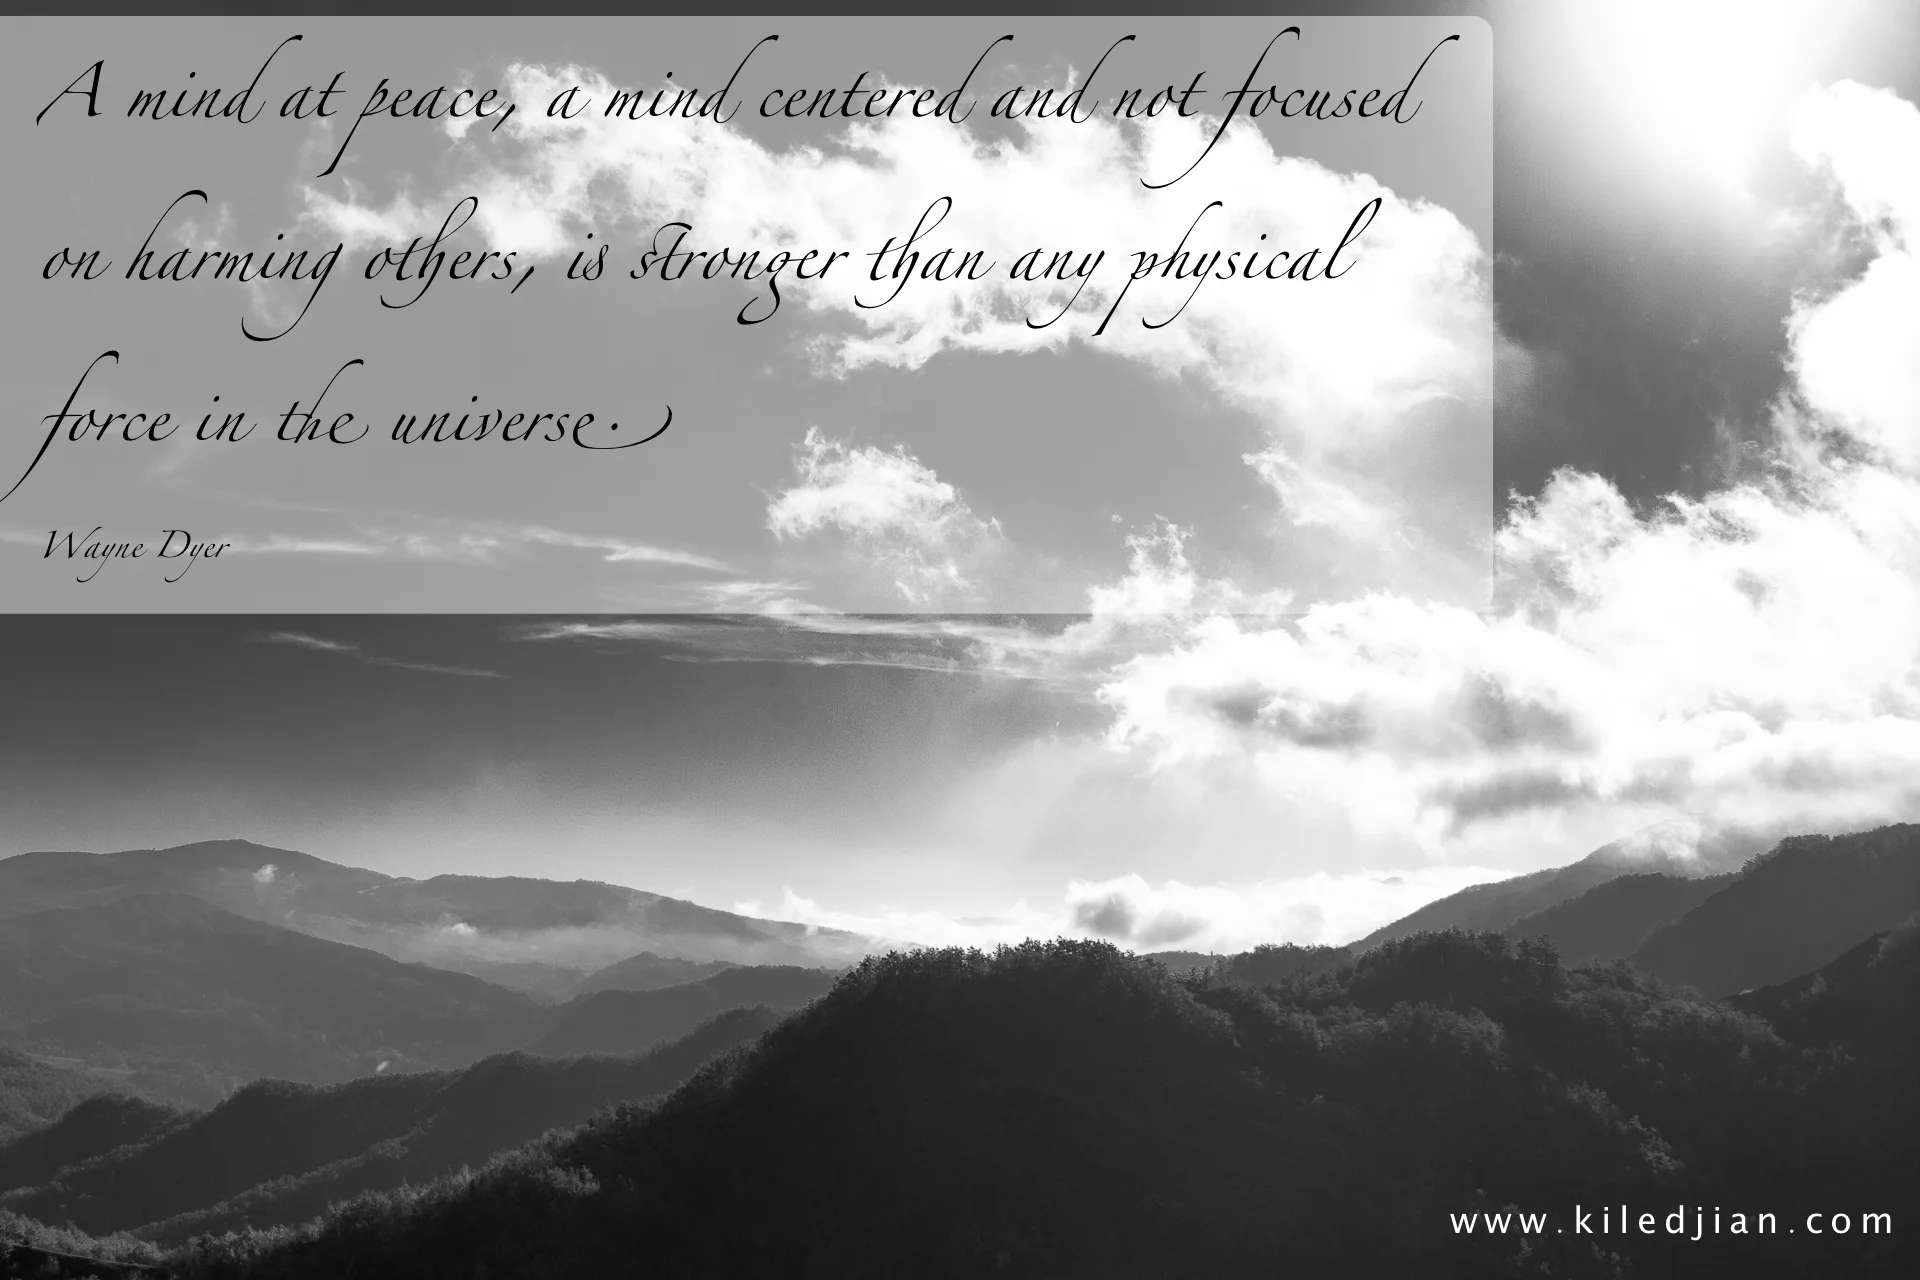 A mind at peace, a mind centered and not focused
on harming others, is stronger than any physical
force in the universe.
Wayne Dyer
www.kiledjian.com